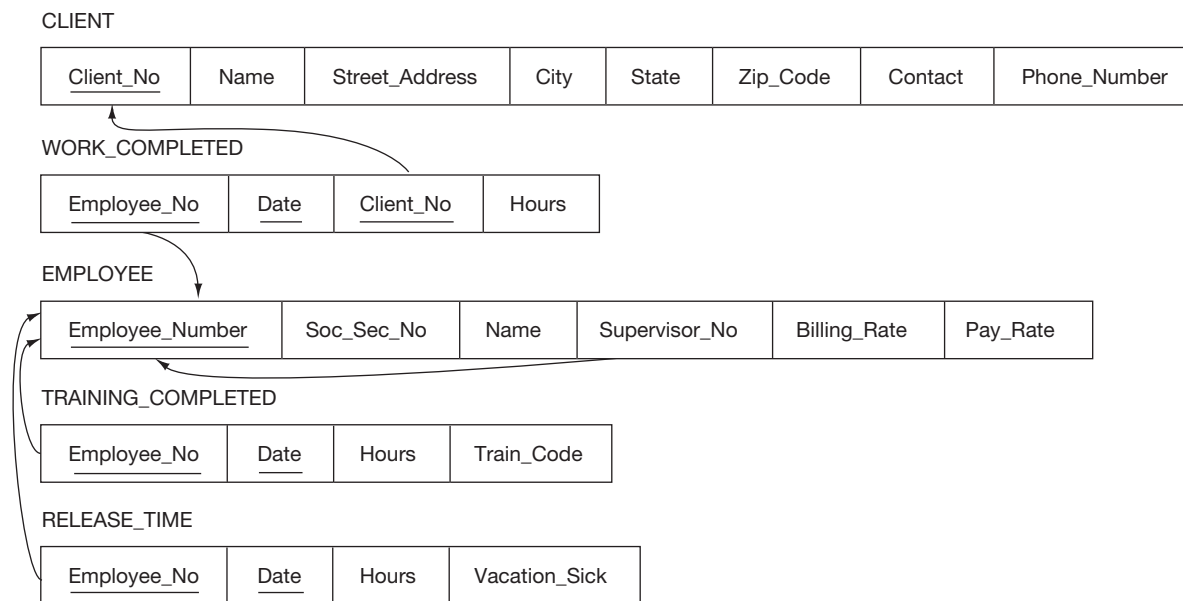 CLIENT
Client_No Name Street_Address City State Zip_Code Contact Phone_Number
WORK_COMPLETED
Employee_No Date Client_No Hours
EMPLOYEE
Employee_Number Soc_Sec_No Name Supervisor_No Billing_Rate Pay_Rate
TRAINING_COMPLETED
Employee_No Date Hours Train_Code
RELEASE_TIME
Employee_No Date Hours Vacation_Sick